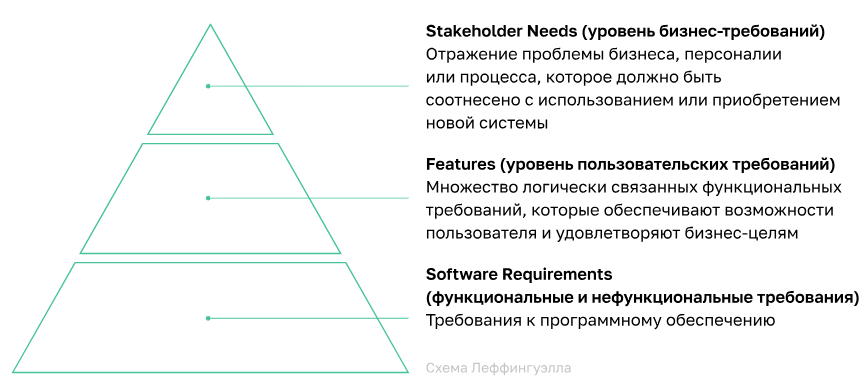 Stakeholder Needs (уровень бизнес-требований)
Отражение проблемы бизнеса, персоналии
или процесса, которое должно быть
соотнесено с использованием или приобретением
новой системы
Features (уровень пользовательских требований)
Множество логически связанных функциональных
требований, которые обеспечивают возможности
пользователя и удовлетворяют бизнес-целям
Software Requirements
(функциональные и нефункциональные требования)
Требования к программному обеспечению
Схема Леффингуэлла